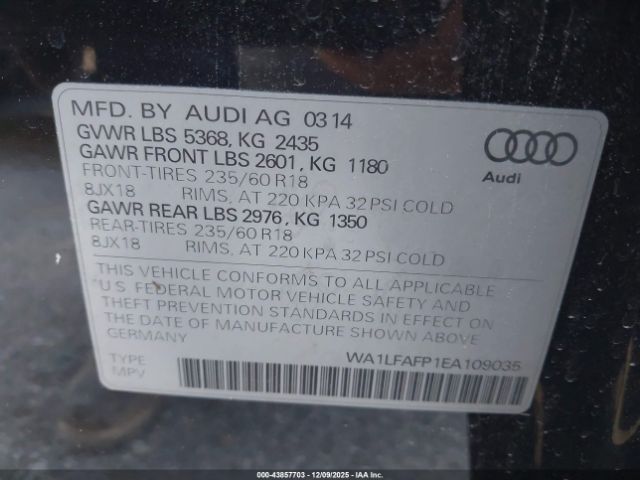 MFD. BY AUDI AG 0314
GVWR LBS 5368, KG 2435
GAWR FRONT LBS 2601, KG 1180
FRONT-TIRES 235/60 R18
8JX18 RIMS, AT 220 KPA 32 PSI COLD
GAWR REAR LBS 2976, KG 1350
REAR-TIRES 235/60 R18
8JX18 RIMS, AT 220 KPA 32 PSI COLD
Audi
THIS VEHICLE CONFORMS TO ALL APPLICABLE
U.S. FEDERAL MOTOR VEHICLE SAFETY AND
THEFT PREVENTION STANDARDS IN EFFECT ON
THE DATE OF MANUFACTURE SHOWN ABOVE
GERMANY
WA1LFAFP1EA109035
TYPE
MPV
000-43857703 - 12/09/2025 - IAA Inc.